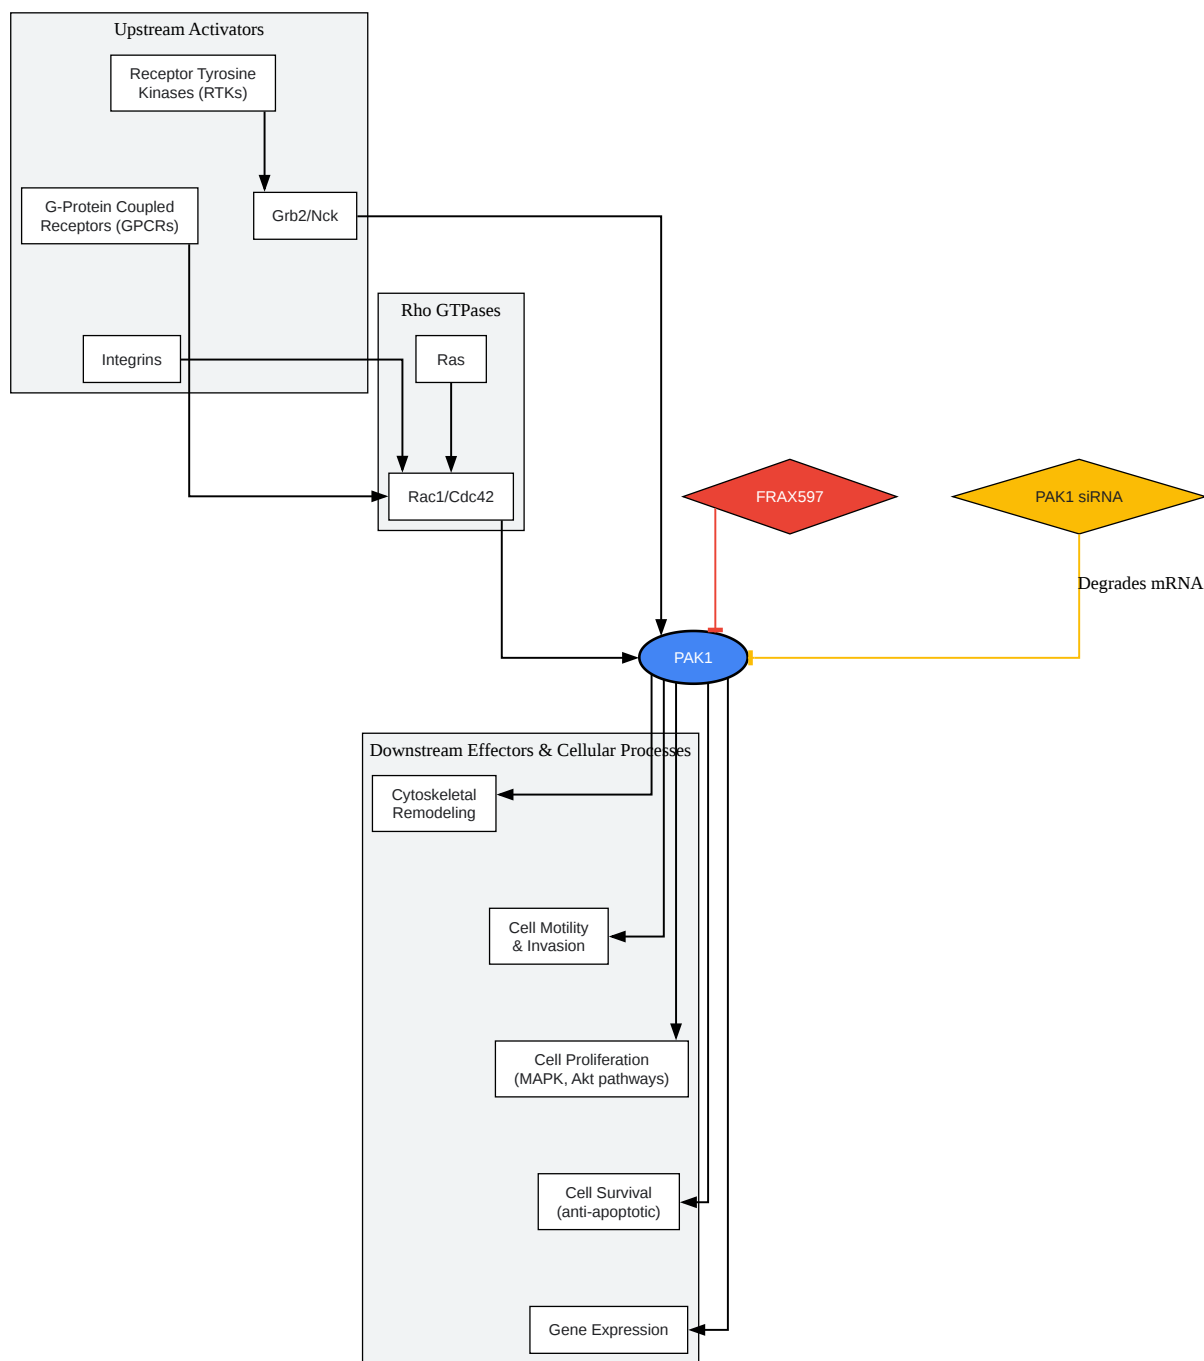 Upstream Activators
Receptor Tyrosine
Kinases (RTKs)
G-Protein Coupled
Receptors (GPCRs)
Grb2/Nck
Rho GTPases
Integrins
Ras
Rac1/Cdc42
FRAX597
PAK1 siRNA
Degrades mRNA
PAK1
Downstream Effectors & Cellular Processes
Cytoskeletal
Remodeling
Cell Motility
& Invasion
Cell Proliferation
(MAPK, Akt pathways)
Cell Survival
(anti-apoptotic)
Gene Expression